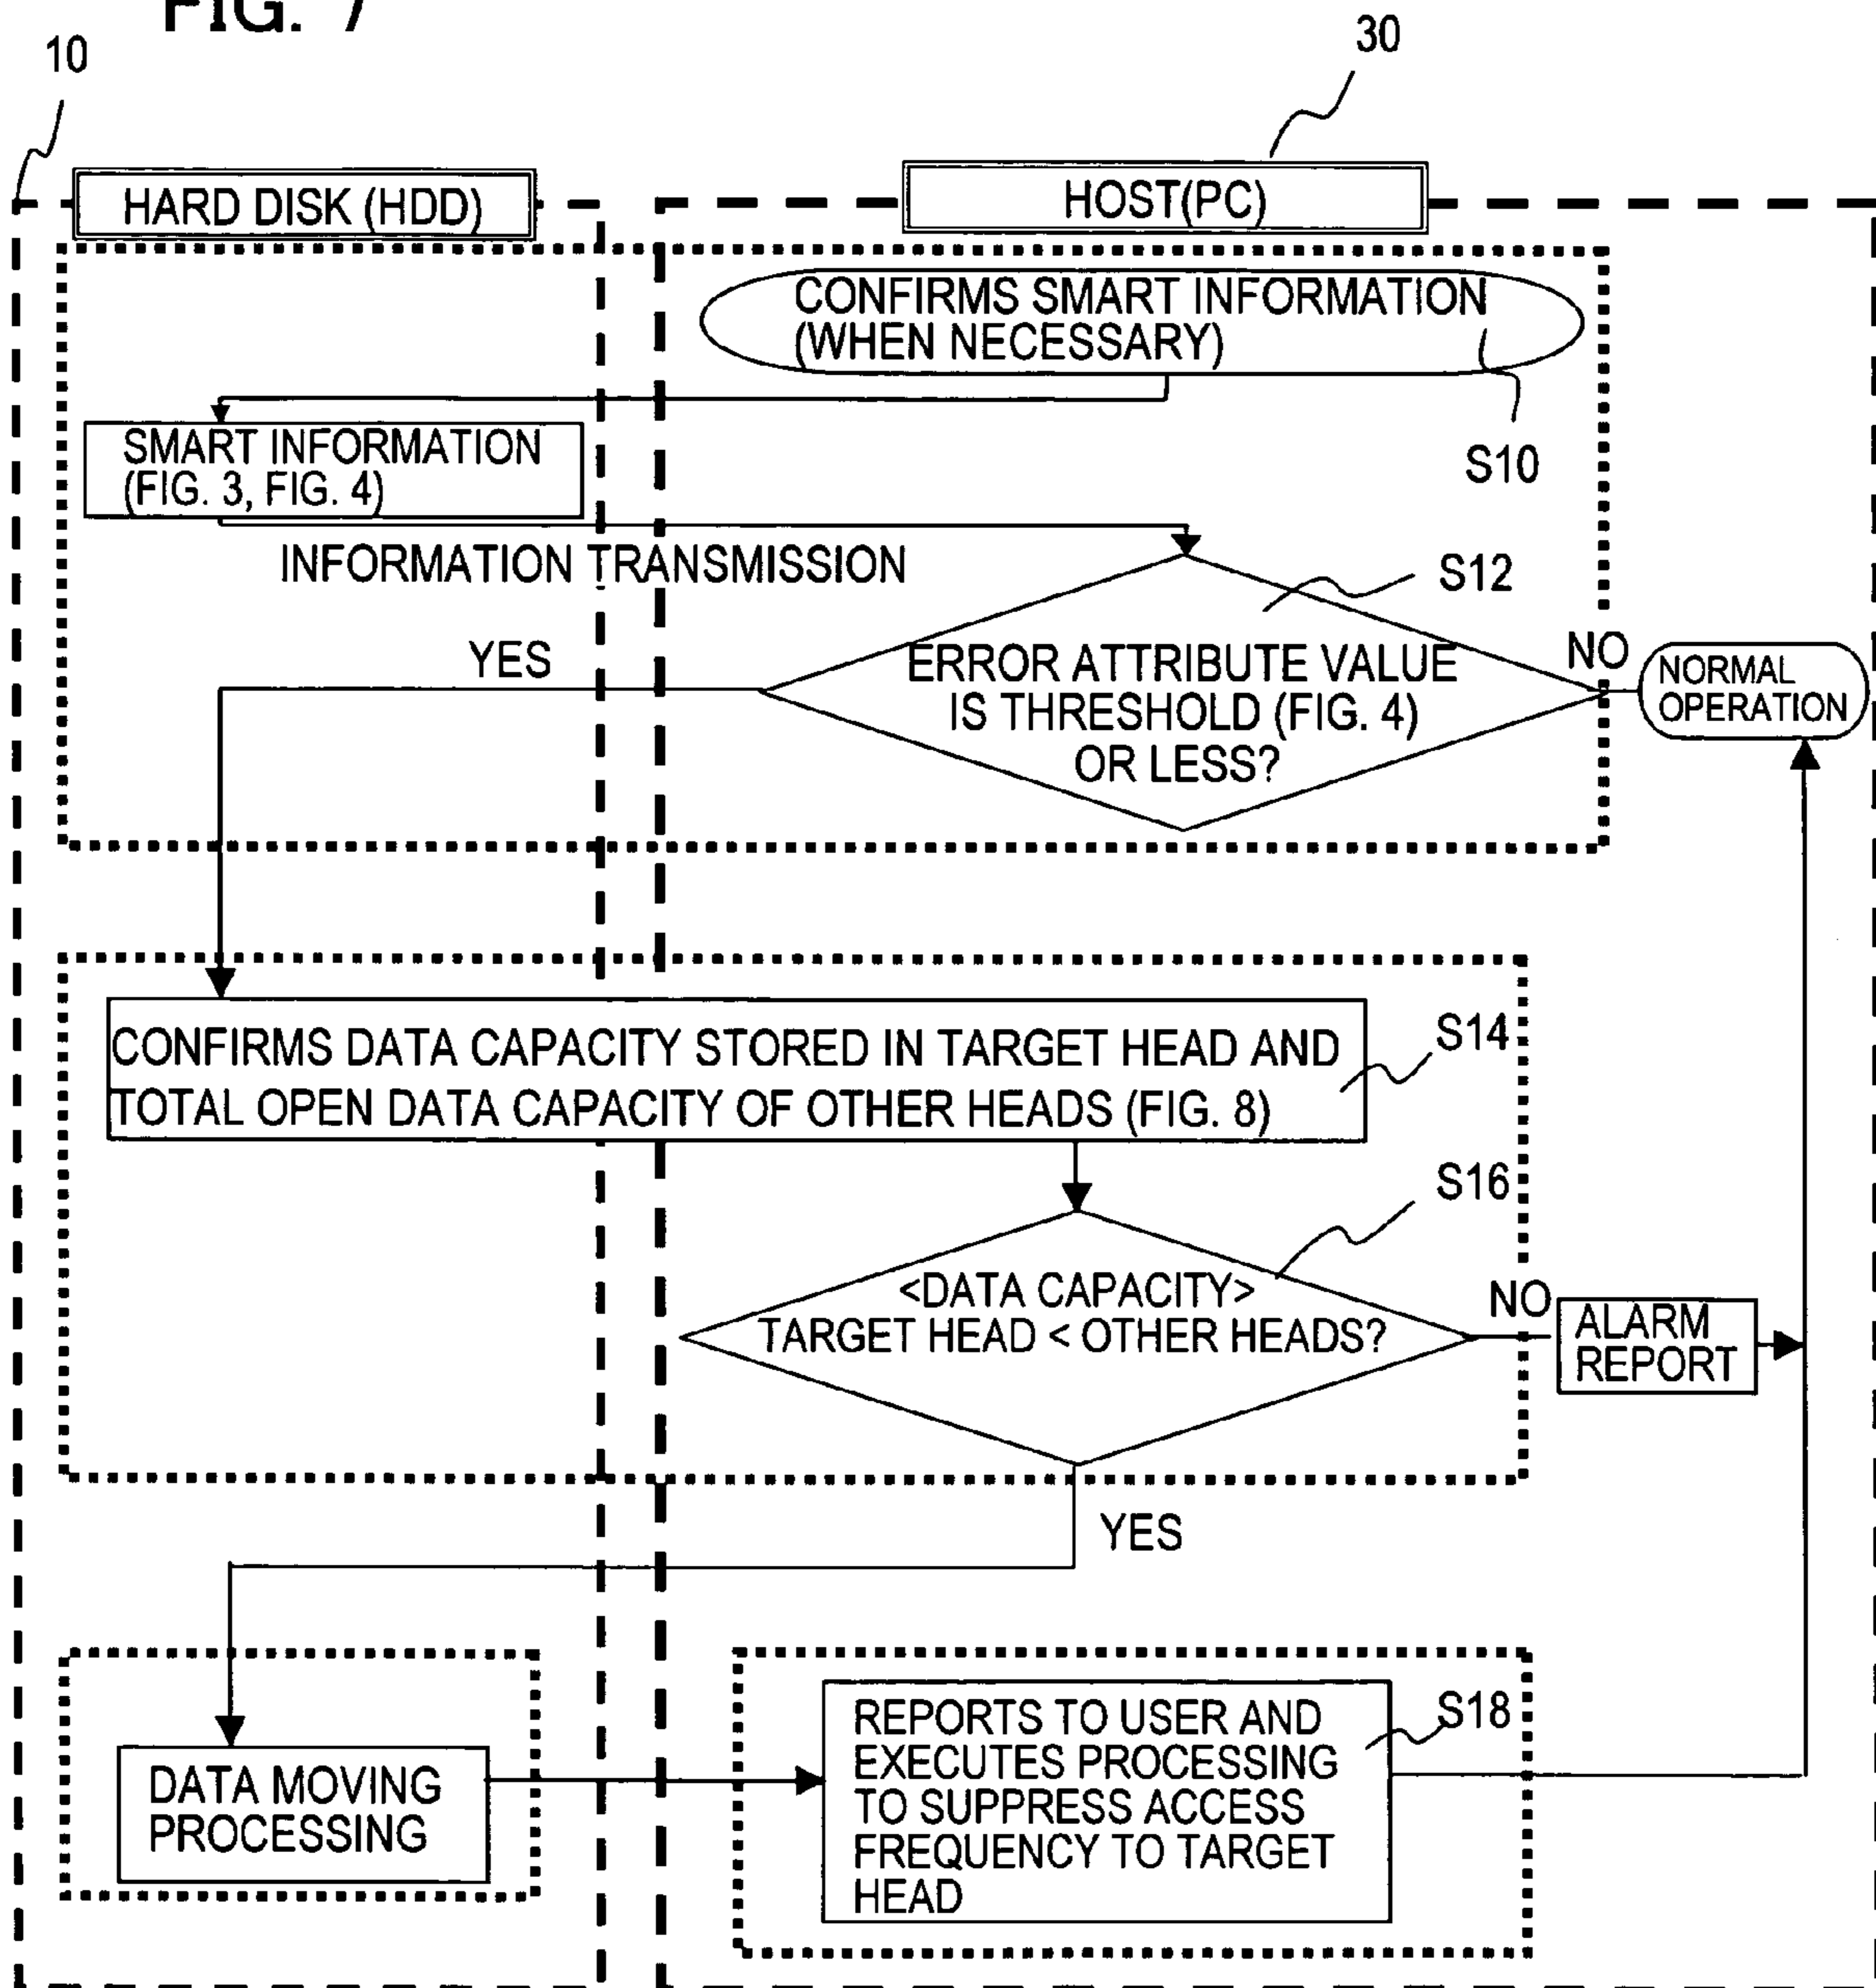 FIG. 7
10
30
HARD DISK (HDD)
HOST(PC)
CONFIRMS SMART INFORMATION
(WHEN NECESSARY)
S10
SMART INFORMATION
(FIG. 3, FIG. 4)
INFORMATION TRANSMISSION
S12
YES
ERROR ATTRIBUTE VALUE
IS THRESHOLD (FIG. 4)
OR LESS?
NO
NORMAL
OPERATION
CONFIRMS DATA CAPACITY STORED IN TARGET HEAD AND
TOTAL OPEN DATA CAPACITY OF OTHER HEADS (FIG. 8)
S14
S16
<DATA CAPACITY>
TARGET HEAD < OTHER HEADS?
NO
ALARM
REPORT
YES
DATA MOVING
PROCESSING
REPORTS TO USER AND
EXECUTES PROCESSING
TO SUPPRESS ACCESS
FREQUENCY TO TARGET
HEAD
S18